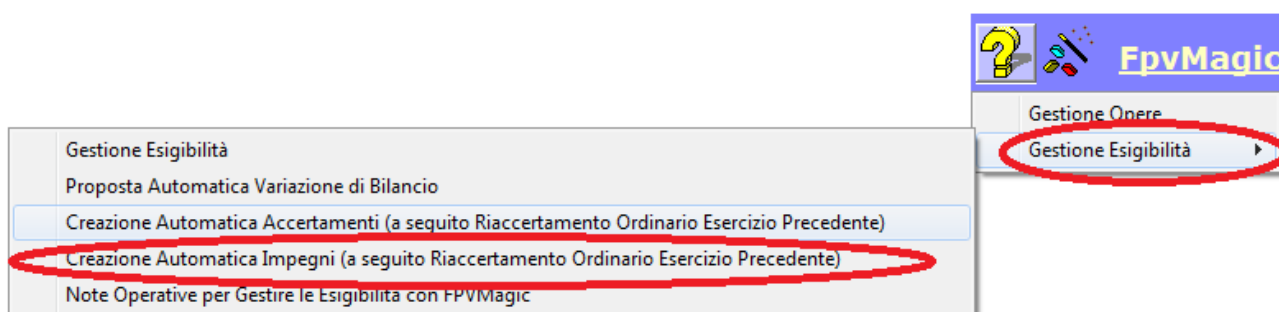 FpvMagic
Gestione Opere
Gestione Esigibilità
Gestione Esigibilità
Proposta Automatica Variazione di Bilancio
Creazione Automatica Accertamenti (a seguito Riaccertamento Ordinario Esercizio Precedente)
Creazione Automatica Impegni (a seguito Riaccertamento Ordinario Esercizio Precedente)
Note Operative per Gestire le Esigibilità con FPVMagic